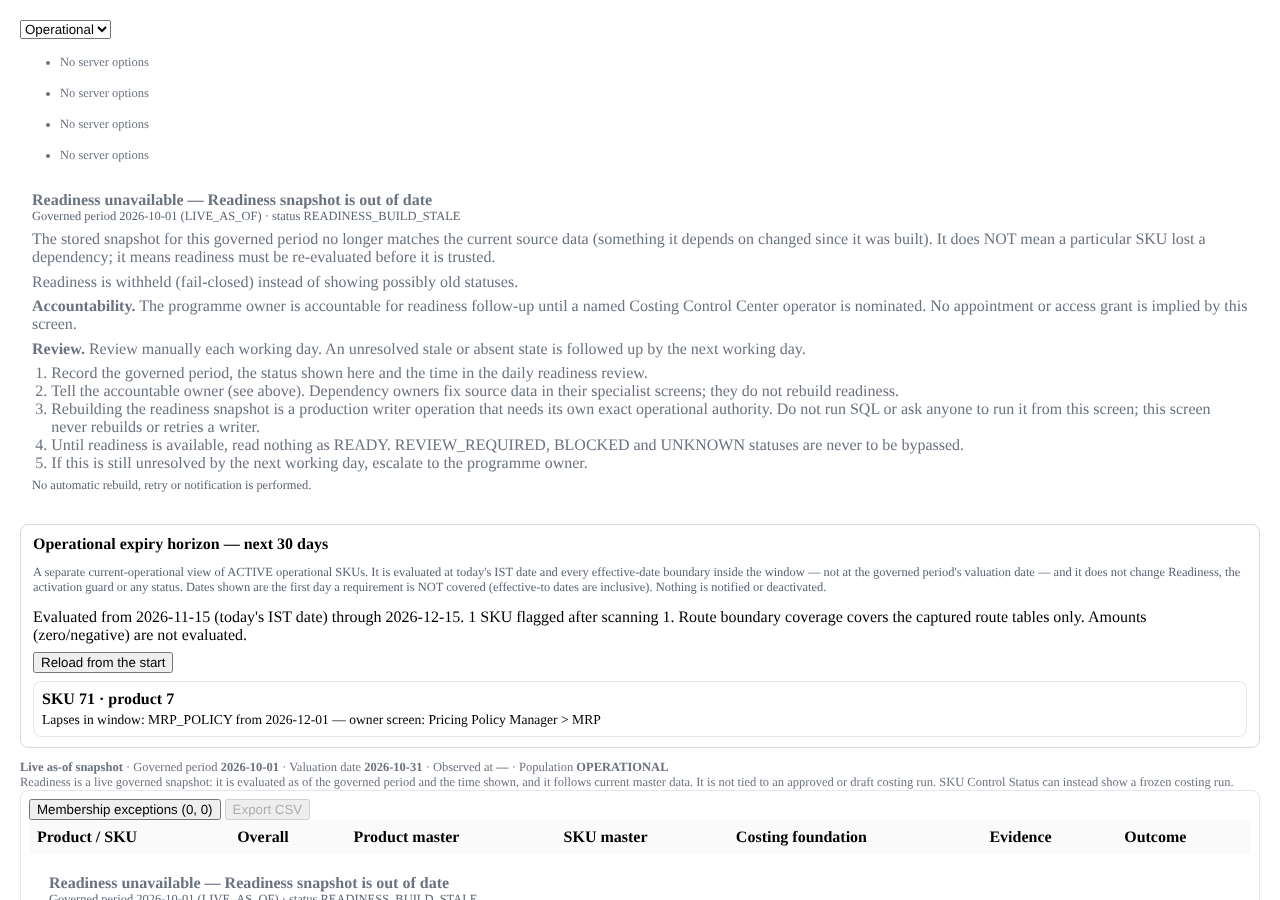 Operational
No server options
No server options
No server options
No server options
Readiness unavailable — Readiness snapshot is out of date
Governed period 2026-10-01 (LIVE_AS_OF) · status READINESS_BUILD_STALE
The stored snapshot for this governed period no longer matches the current source data (something it depends on changed since it was built). It does NOT mean a particular SKU lost a
dependency; it means readiness must be re-evaluated before it is trusted.
Readiness is withheld (fail-closed) instead of showing possibly old statuses.
Accountability. The programme owner is accountable for readiness follow-up until a named Costing Control Center operator is nominated. No appointment or access grant is implied by this
screen.
Review. Review manually each working day. An unresolved stale or absent state is followed up by the next working day.
1. Record the governed period, the status shown here and the time in the daily readiness review.
2. Tell the accountable owner (see above). Dependency owners fix source data in their specialist screens; they do not rebuild readiness.
3. Rebuilding the readiness snapshot is a production writer operation that needs its own exact operational authority. Do not run SQL or ask anyone to run it from this screen; this screen
never rebuilds or retries a writer.
4. Until readiness is available, read nothing as READY. REVIEW_REQUIRED, BLOCKED and UNKNOWN statuses are never to be bypassed.
5. If this is still unresolved by the next working day, escalate to the programme owner.
No automatic rebuild, retry or notification is performed.
Operational expiry horizon — next 30 days
A separate current-operational view of ACTIVE operational SKUs. It is evaluated at today's IST date and every effective-date boundary inside the window — not at the governed period's valuation date — and it does not change Readiness, the
activation guard or any status. Dates shown are the first day a requirement is NOT covered (effective-to dates are inclusive). Nothing is notified or deactivated.
Evaluated from 2026-11-15 (today's IST date) through 2026-12-15. 1 SKU flagged after scanning 1. Route boundary coverage covers the captured route tables only. Amounts
(zero/negative) are not evaluated.
Reload from the start
SKU 71 · product 7
Lapses in window: MRP_POLICY from 2026-12-01 — owner screen: Pricing Policy Manager > MRP
Live as-of snapshot · Governed period 2026-10-01 · Valuation date 2026-10-31 · Observed at — · Population OPERATIONAL
Readiness is a live governed snapshot: it is evaluated as of the governed period and the time shown, and it follows current master data. It is not tied to an approved or draft costing run. SKU Control Status can instead show a frozen costing run.
Membership exceptions (0, 0) Export CSV
Product / SKU Overall Product master SKU master Costing foundation Evidence Outcome
Readiness unavailable — Readiness snapshot is out of date
Governed period 2026-10-01 (LIVE_AS_OF) · status READINESS_BUILD_STALE